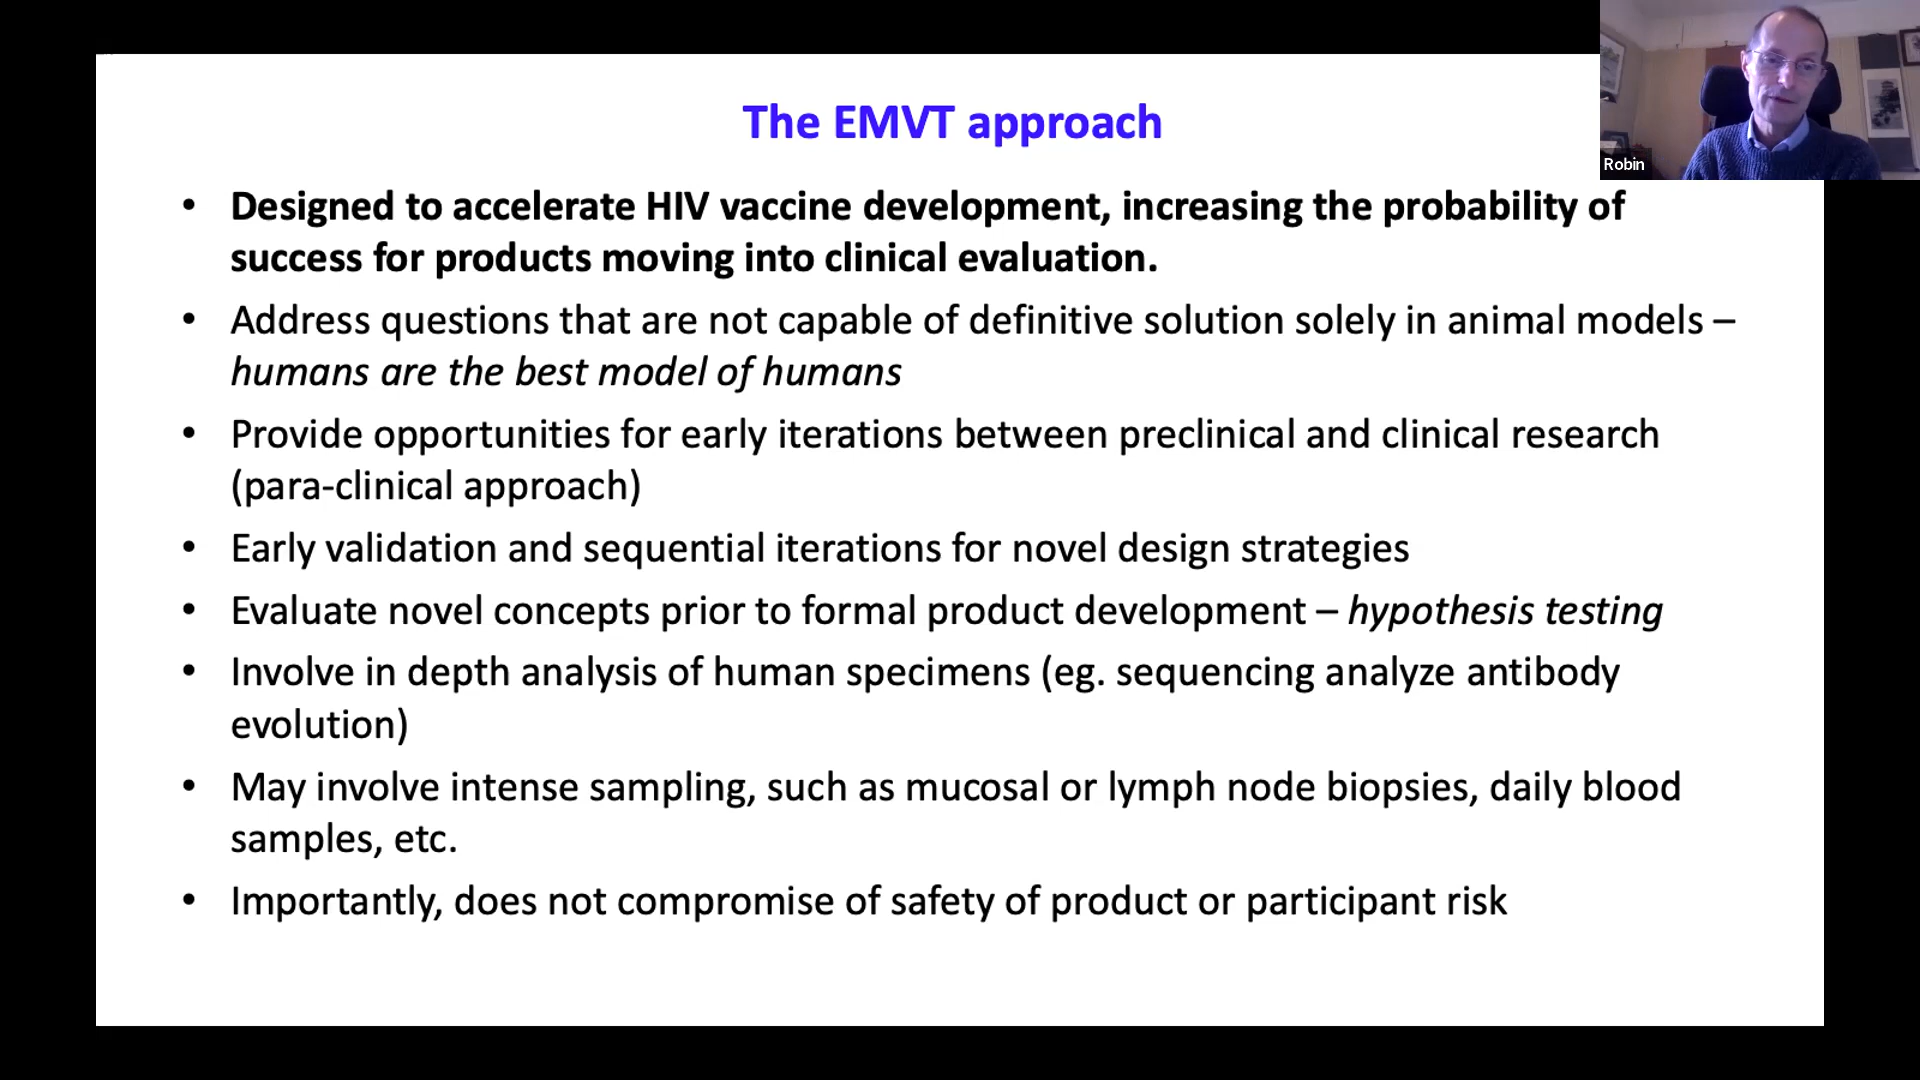 The EMVT approach
Robin
• Designed to accelerate HIV vaccine development, increasing the probability of
success for products moving into clinical evaluation.
• Address questions that are not capable of definitive solution solely in animal models –
humans are the best model of humans
• Provide opportunities for early iterations between preclinical and clinical research
(para-clinical approach)
• Early validation and sequential iterations for novel design strategies
• Evaluate novel concepts prior to formal product development – hypothesis testing
• Involve in depth analysis of human specimens (eg. sequencing analyze antibody
evolution)
• May involve intense sampling, such as mucosal or lymph node biopsies, daily blood
samples, etc.
• Importantly, does not compromise of safety of product or participant risk